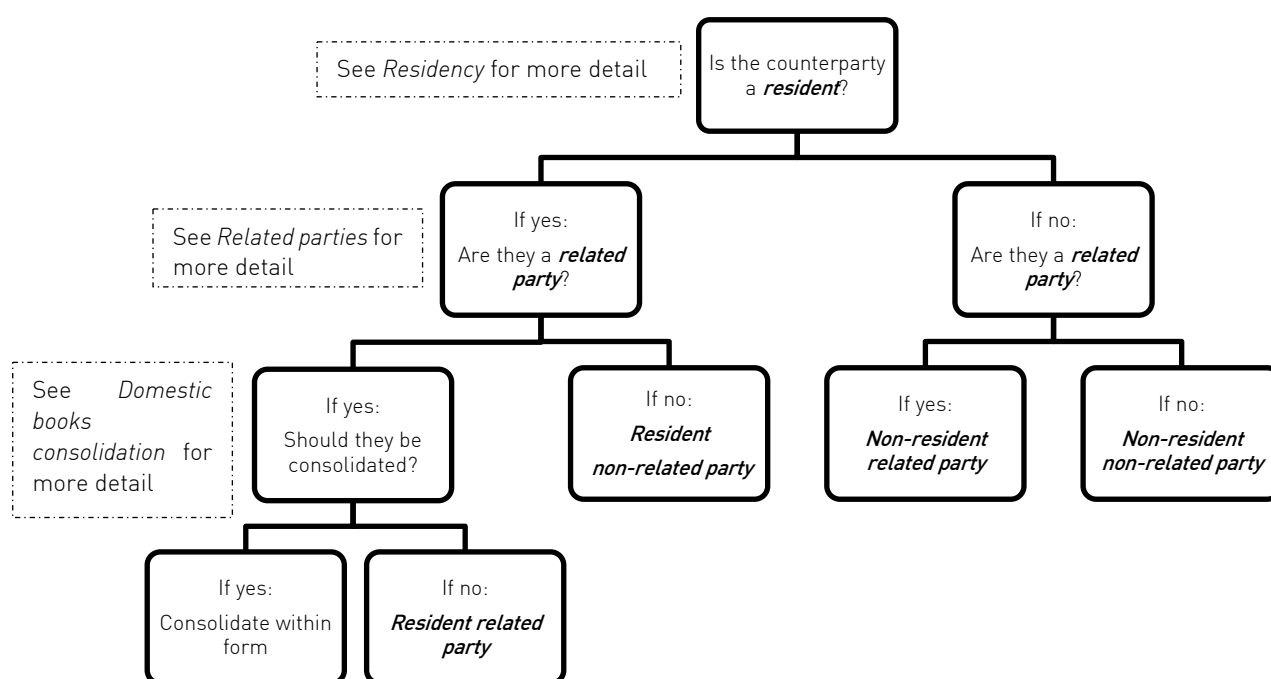 See Residency for more detail
Is the counterparty
a resident?
See Related parties for
more detail
If yes:
Are they a related
party?
If no:
Are they a related
party?
See Domestic
books
consolidation for
more detail
If yes:
Should they be
consolidated?
If no:
Resident
non-related party
If yes:
Non-resident
related party
If no:
Non-resident
non-related party
If yes:
Consolidate within
form
If no:
Resident related
party